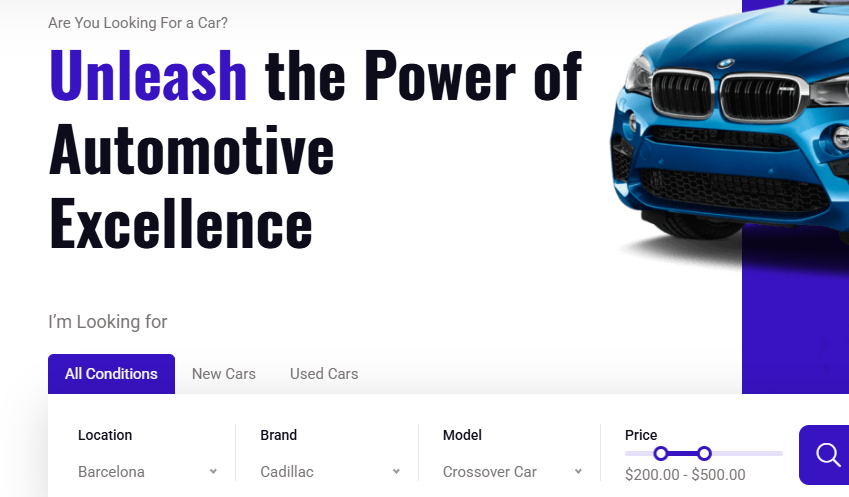 Are You Looking For a Car?
Unleash the Power of
Automotive
Excellence
I'm Looking for
All Conditions New Cars Used Cars
Location Brand Model Price
Barcelona Cadillac Crossover Car $200.00 - $500.00